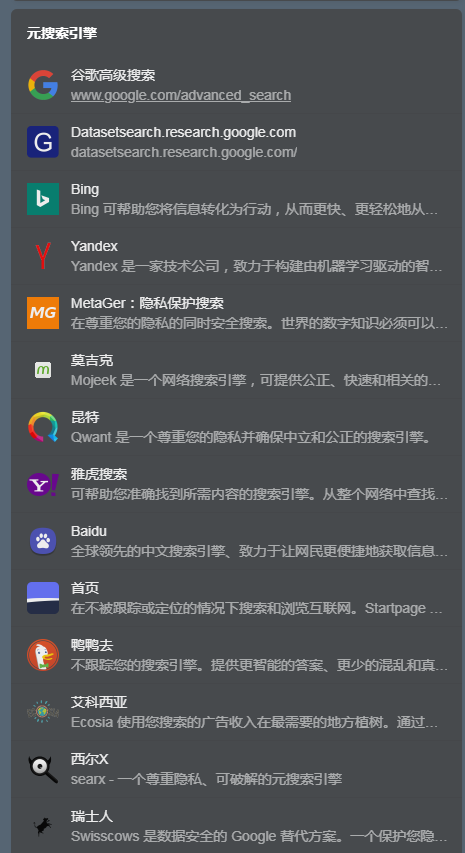 元搜索引擎
谷歌高级搜索
www.google.com/advanced_search
G
Datasetsearch.research.google.com
datasetsearch.research.google.com/
Bing
Bing 可帮助您将信息转化为行动，从而更快、更轻松地从…
Yandex
Yandex 是一家技术公司，致力于构建由机器学习驱动的智…
MG
MetaGer：隐私保护搜索
在尊重您的隐私的同时安全搜索。世界的数字知识必须可以…
m
莫吉克
Mojeek 是一个网络搜索引擎，可提供公正、快速和相关的…
昆特
Qwant 是一个尊重您的隐私并确保中立和公正的搜索引擎。
Y!
雅虎搜索
可帮助您准确找到所需内容的搜索引擎。从整个网络中查找…
Baidu
全球领先的中文搜索引擎、致力于让网民更便捷地获取信息…
首页
在不被跟踪或定位的情况下搜索和浏览互联网。Startpage …
鸭鸭去
不跟踪您的搜索引擎。提供更智能的答案、更少的混乱和真…
艾科西亚
Ecosia 使用您搜索的广告收入在最需要的地方植树。通过…
西尔X
searx - 一个尊重隐私、可破解的元搜索引擎
瑞士人
Swisscows 是数据安全的 Google 替代方案。一个保护您隐…